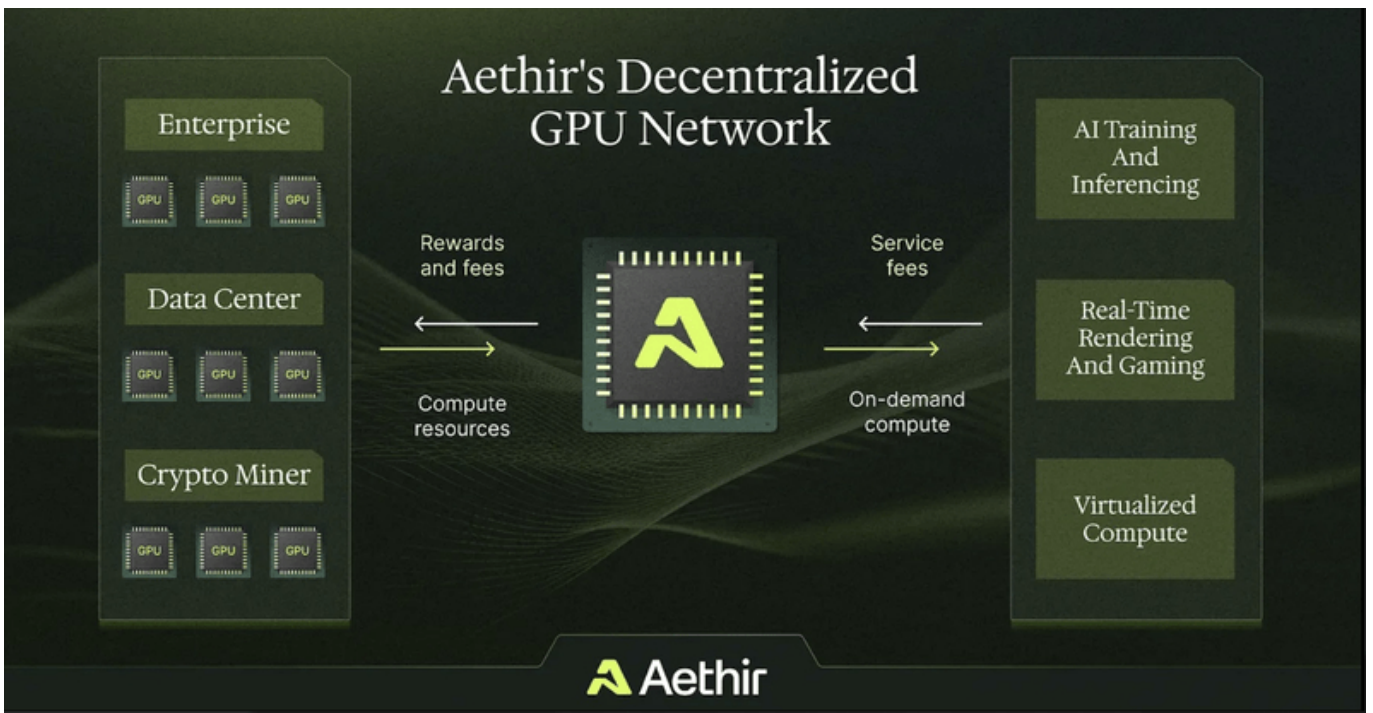 Aethir's Decentralized
GPU Network
Enterprise
GPU GPU GPU
Data Center
GPU GPU GPU
Crypto Miner
GPU GPU GPU
Rewards
and fees
Compute
resources
Service
fees
On-demand
compute
AI Training
And
Inferencing
Real-Time
Rendering
And Gaming
Virtualized
Compute
Aethir